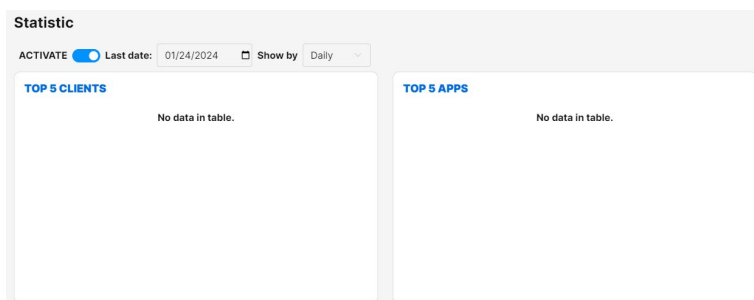 Statistic
ACTIVATE Last date: 01/24/2024 Show by Daily
TOP 5 CLIENTS
No data in table.
TOP 5 APPS
No data in table.